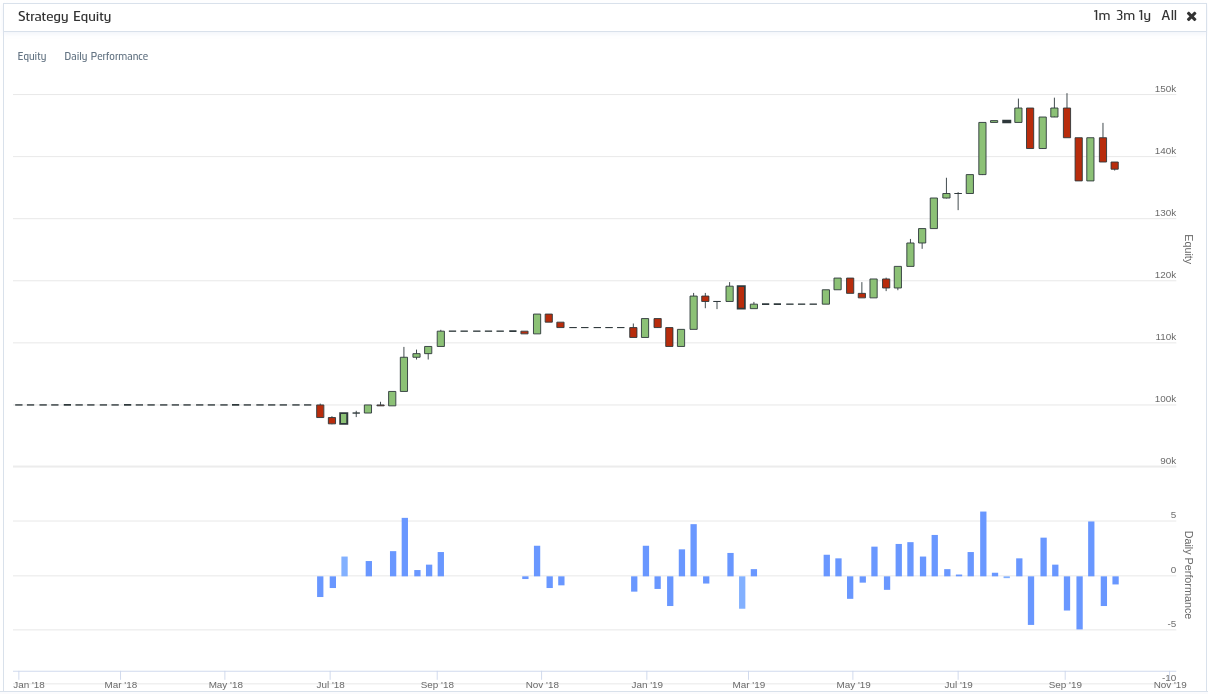 Strategy Equity 1m 3m 1y All ✖
Equity Daily Performance
150k
140k
130k
Equity
120k
110k
100k
90k
5
Daily Performance
0
-5
-10
Jan '18 Mar '18 May '18 Jul '18 Sep '18 Nov '18 Jan '19 Mar '19 May '19 Jul '19 Sep '19 Nov '19